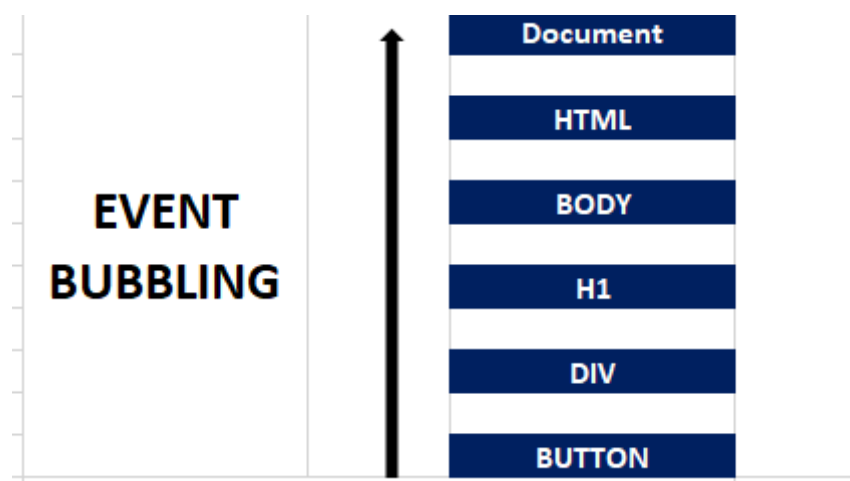 EVENT
BUBBLING
Document
HTML
BODY
H1
DIV
BUTTON